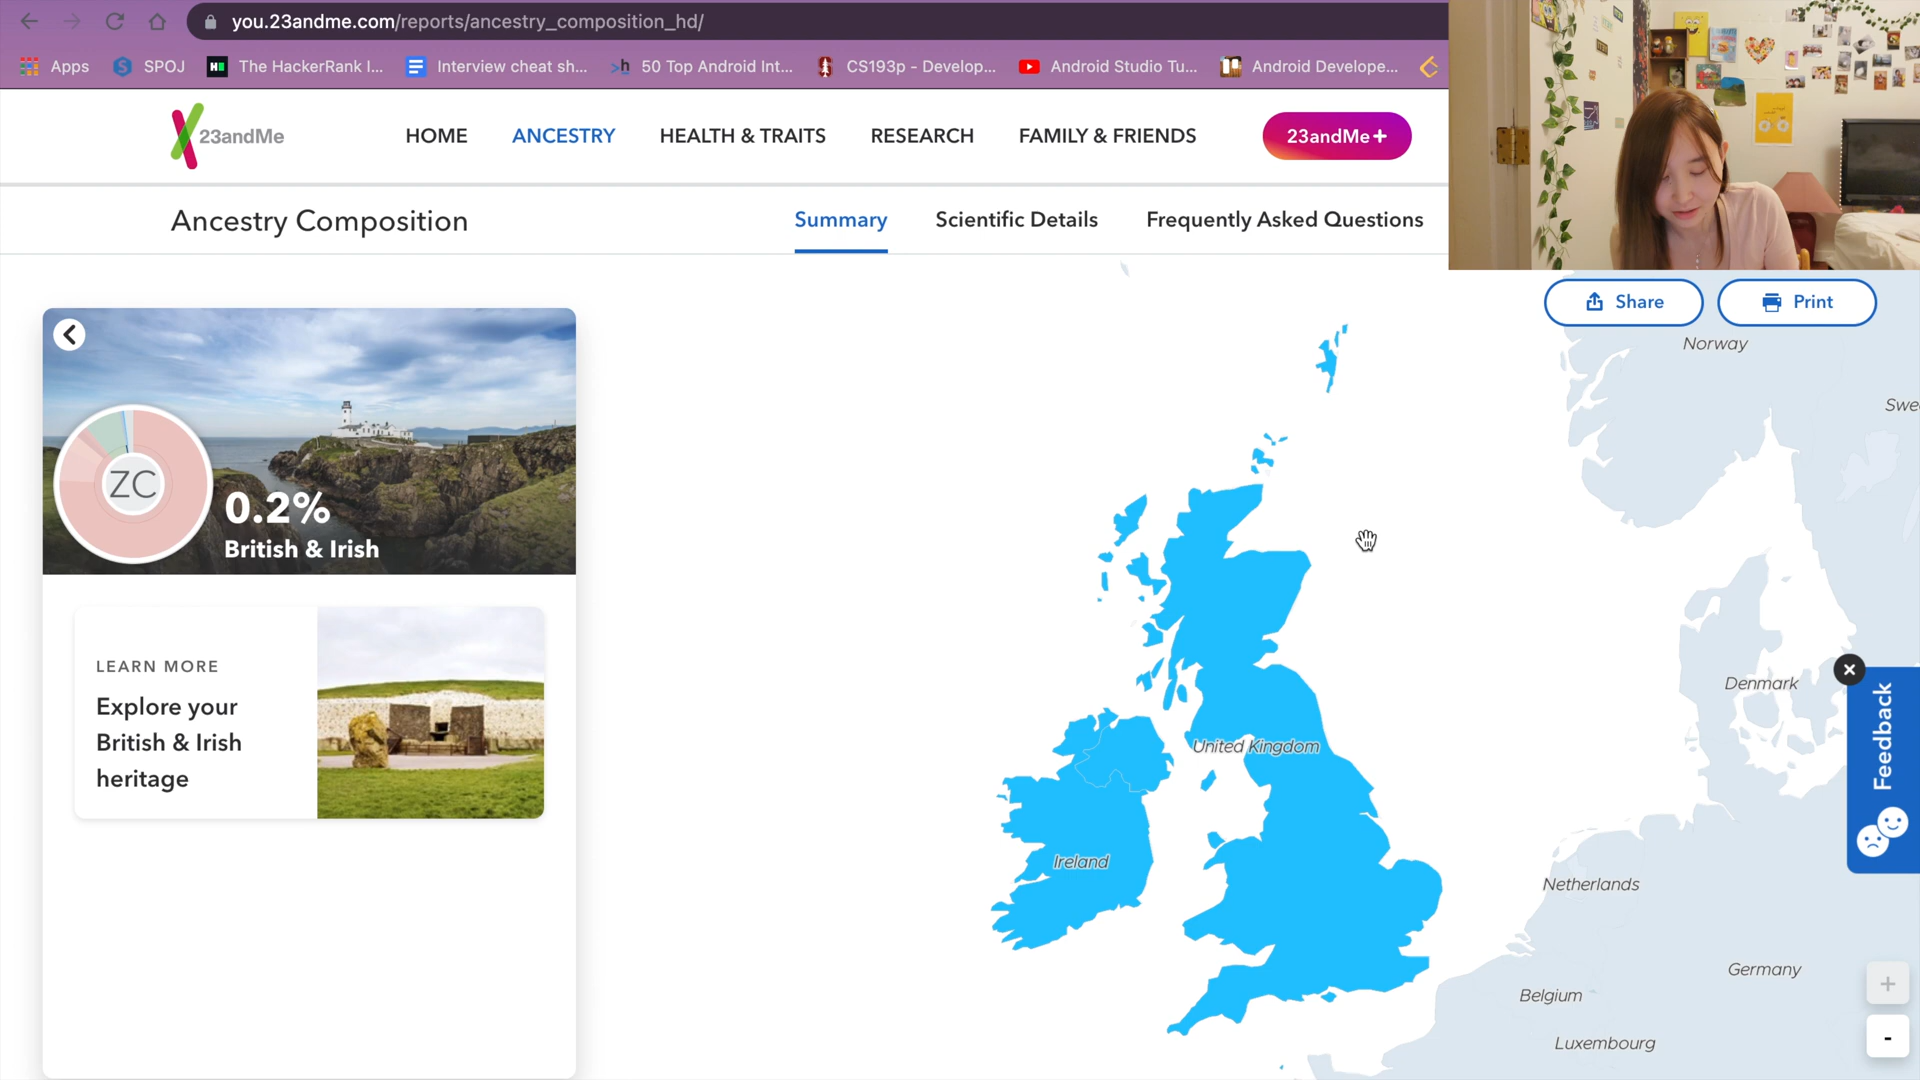 you.23andme.com/reports/ancestry_composition_hd/
Apps
SPOJ
The HackerRank I...
Interview cheat sh...
50 Top Android Int...
CS193p - Develop...
Android Studio Tu...
Android Develope...
23andMe
HOME
ANCESTRY
HEALTH & TRAITS
RESEARCH
FAMILY & FRIENDS
23andMe+
Ancestry Composition
Summary
Scientific Details
Frequently Asked Questions
Share
Print
ZC
0.2%
British & Irish
LEARN MORE
Explore your
British & Irish
heritage
Norway
Swe
United Kingdom
Denmark
Ireland
Netherlands
Germany
Belgium
Luxembourg
Feedback
+
-